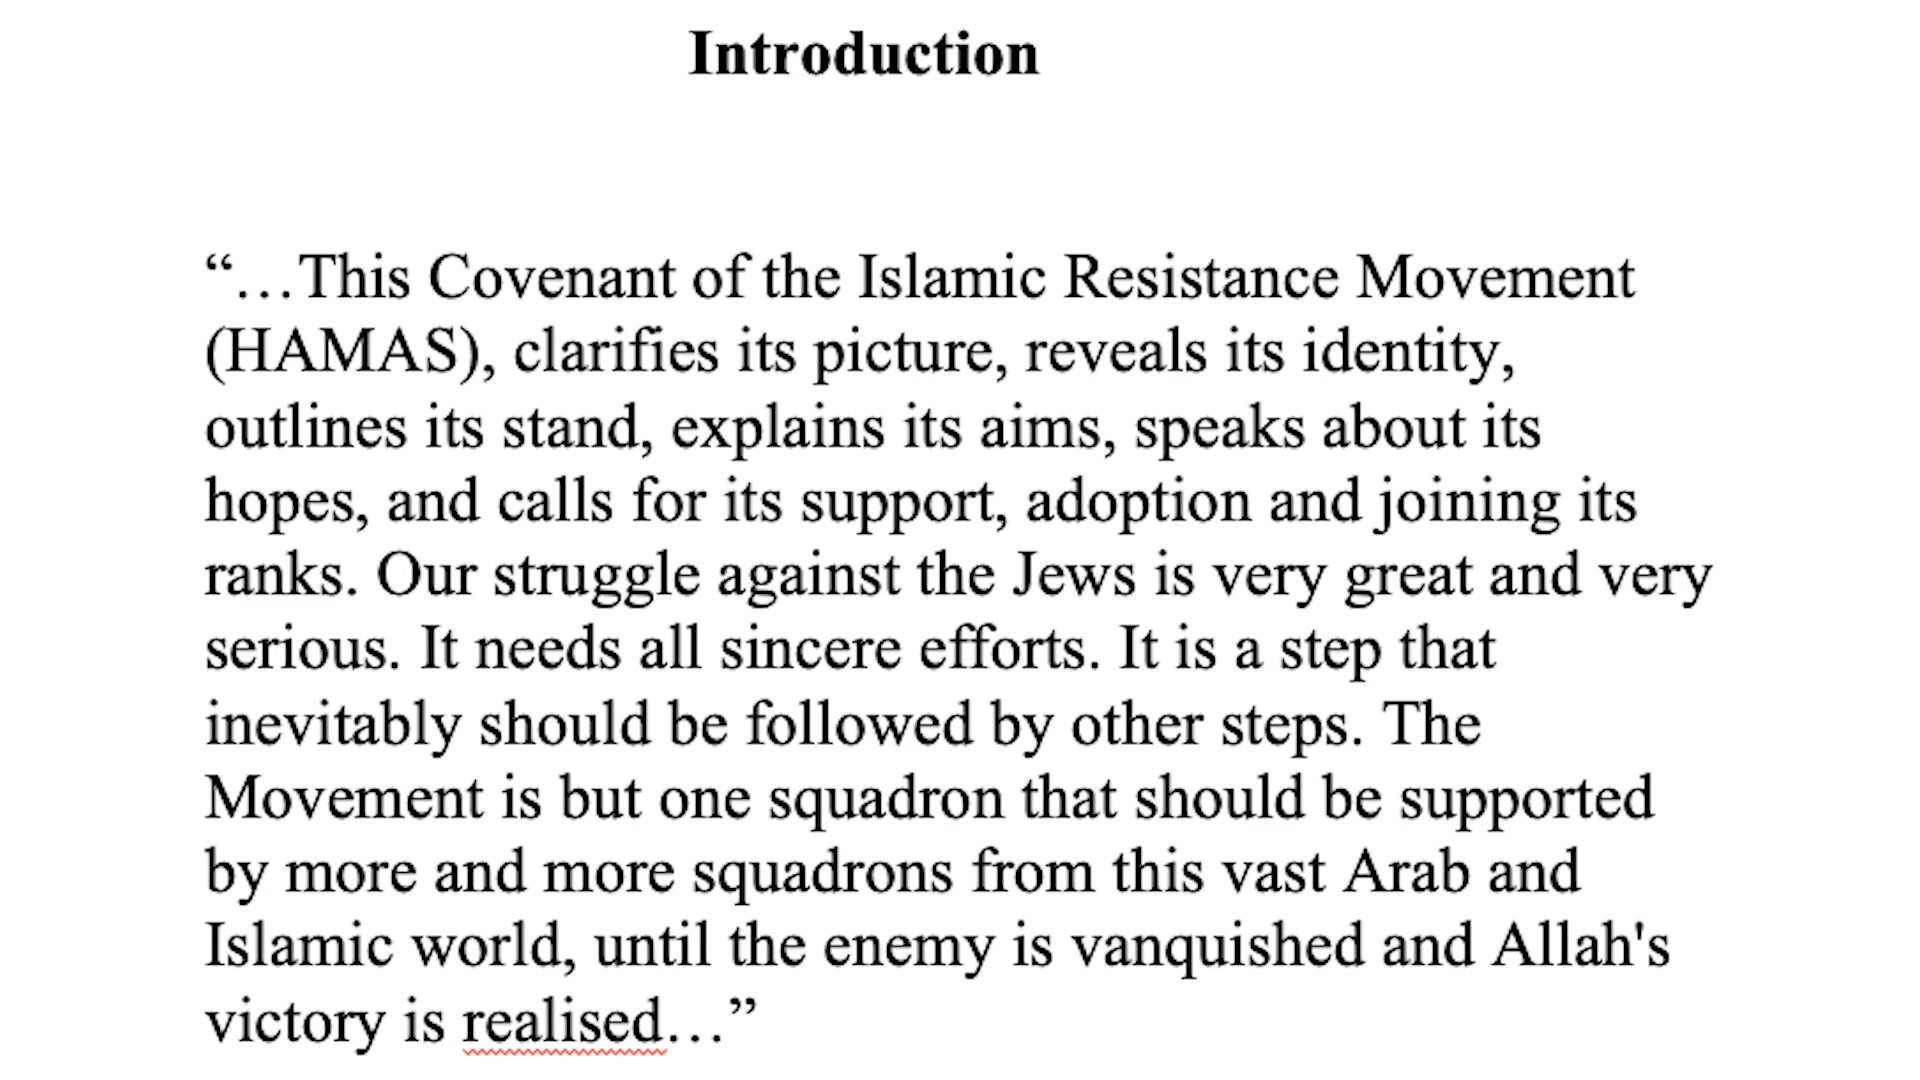 Introduction
“…This Covenant of the Islamic Resistance Movement
(HAMAS), clarifies its picture, reveals its identity,
outlines its stand, explains its aims, speaks about its
hopes, and calls for its support, adoption and joining its
ranks. Our struggle against the Jews is very great and very
serious. It needs all sincere efforts. It is a step that
inevitably should be followed by other steps. The
Movement is but one squadron that should be supported
by more and more squadrons from this vast Arab and
Islamic world, until the enemy is vanquished and Allah's
victory is realised…”